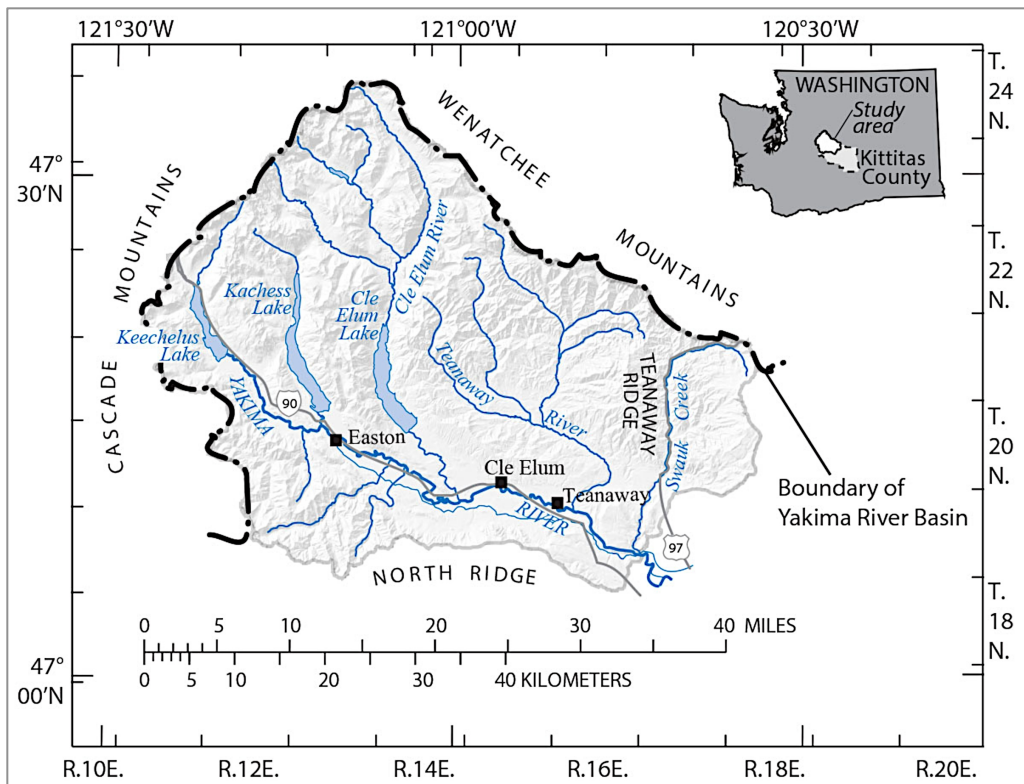 121°30'W
121°00'W
120°30'W
T.
24
N.
47°
30'N
WENATCHEE
MOUNTAINS
WASHINGTON
Study
area
Kittitas
County
MOUNTAINS
T.
22
N.
Cle Elum River
Kachess
Lake
Cle
Elum
Lake
Keechelus
Lake
CASCADE
YAKIMA
90
Teanaway
River
TEANAWAY
RIDGE
Swauk Creek
T.
20
N.
Easton
Cle Elum
Teanaway
RIVER
Boundary of
Yakima River Basin
97
NORTH RIDGE
T.
18
N.
0 5 10 20 30 40 MILES
0 5 10 20 30 40 KILOMETERS
47°
00'N
R.10E. R.12E. R.14E. R.16E. R.18E. R.20E.